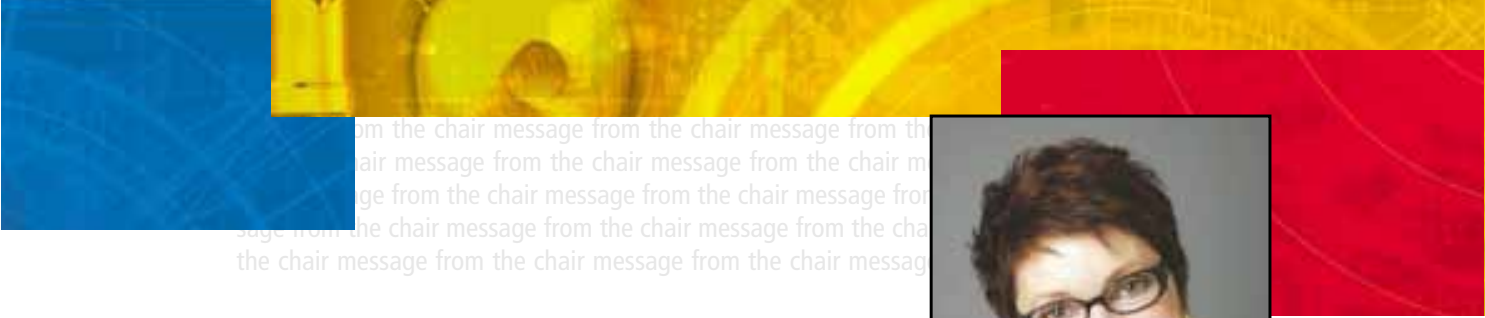 om the chair message from the chair message from th
air message from the chair message from the chair m
ge from the chair message from the chair message fro
sage from the chair message from the chair message from the cha
the chair message from the chair message from the chair messag